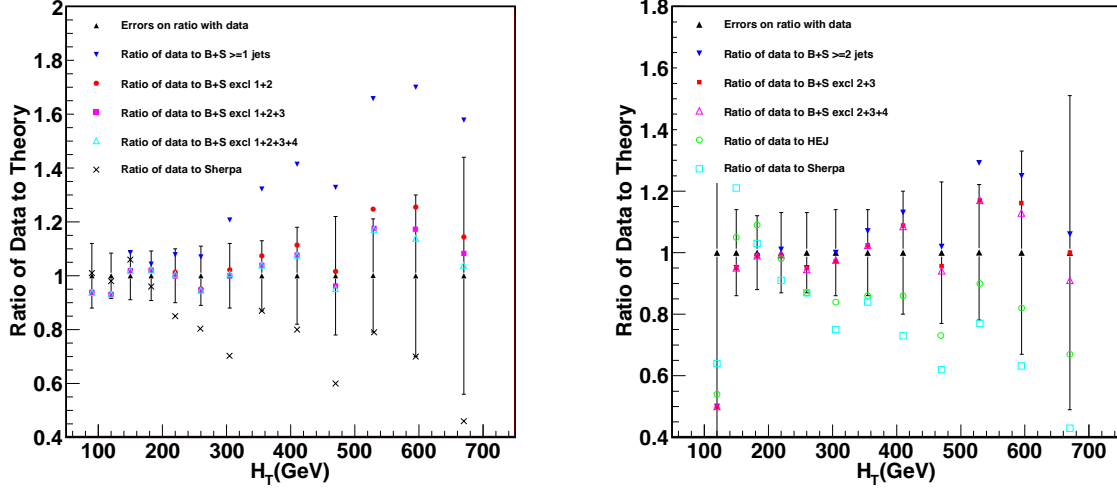 2
1.8
1.6
1.4
1.2
1
0.8
0.6
0.4
Ratio of Data to Theory
Errors on ratio with data
Ratio of data to B+S >=1 jets
Ratio of data to B+S excl 1+2
Ratio of data to B+S excl 1+2+3
Ratio of data to B+S excl 1+2+3+4
Ratio of data to Sherpa
100 200 300 400 500 600 700
H_T(GeV)
1.8
1.6
1.4
1.2
1
0.8
0.6
0.4
Ratio of Data to Theory
Errors on ratio with data
Ratio of data to B+S >=2 jets
Ratio of data to B+S excl 2+3
Ratio of data to B+S excl 2+3+4
Ratio of data to HEJ
Ratio of data to Sherpa
100 200 300 400 500 600 700
H_T(GeV)